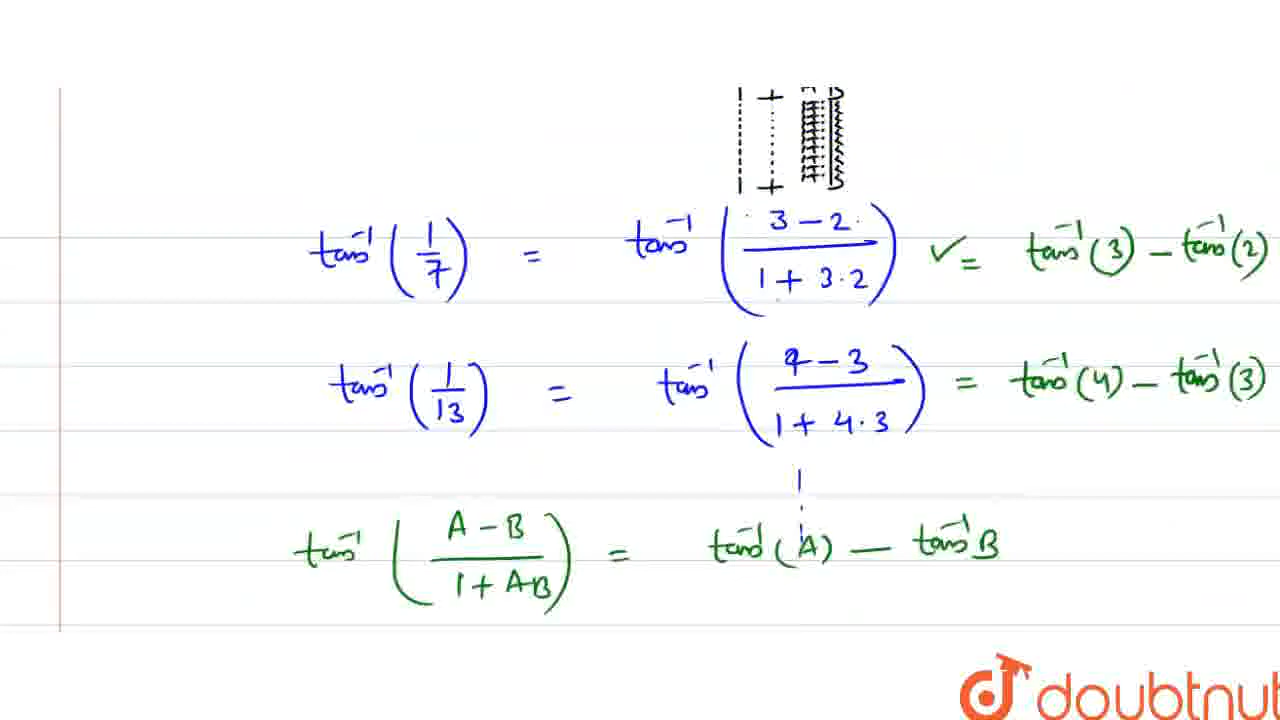 tan⁻¹(1/7) = tan⁻¹((3-2)/(1+3·2)) ✓= tan⁻¹(3) - tan⁻¹(2)
tan⁻¹(1/13) = tan⁻¹((4-3)/(1+4·3)) = tan⁻¹(4) - tan⁻¹(3)
tan⁻¹((A-B)/(1+AB)) = tan⁻¹(A) - tan⁻¹B
doubtnut